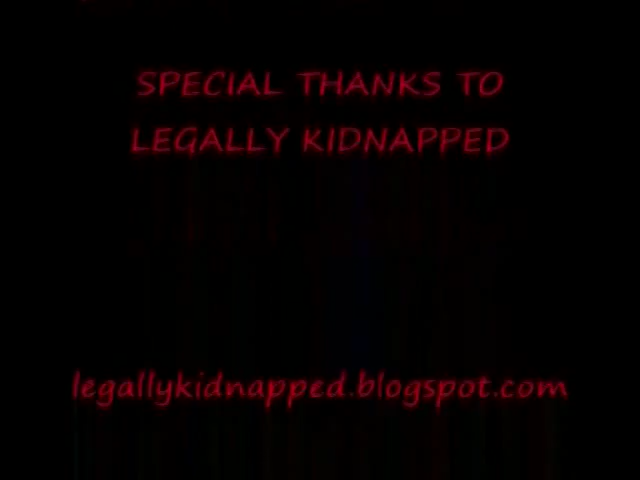 SPECIAL THANKS TO
LEGALLY KIDNAPPED
legallykidnapped.blogspot.com